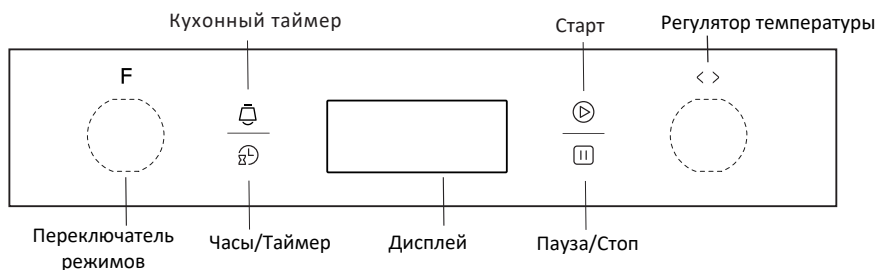 Кухонный таймер
Старт
Регулятор температуры
F
< >
Переключатель
режимов
Часы/Таймер
Дисплей
Пауза/Стоп